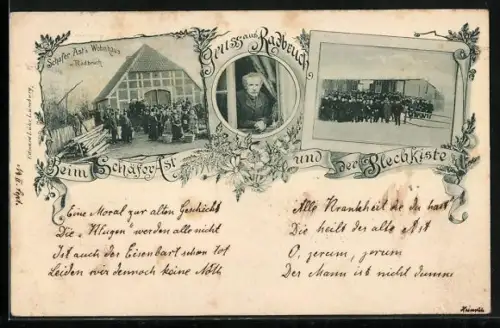 Schäfer Ast's Wohnhaus
in Radbruch
Gruss aus Radbruch
Beim Schäfer Ast
und der Blechkiste
Eine Moral zur alten Geschicht
Die „Klugen" werden alle nicht
Ist auch der Eisenbart schon tot
Leiden wir dennoch keine Noth
Alle Krankheit die du hast
Die heilt der alte Ast
O, jerum, jerum
Der Mann ist nicht dumm